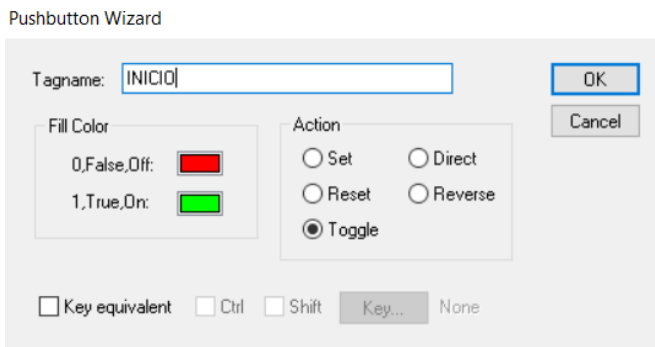 Pushbutton Wizard
Tagname: INICIO
OK
Cancel
Fill Color
0,False,Off:
1,True,On:
Action
Set
Direct
Reset
Reverse
Toggle
Key equivalent Ctrl Shift Key... None